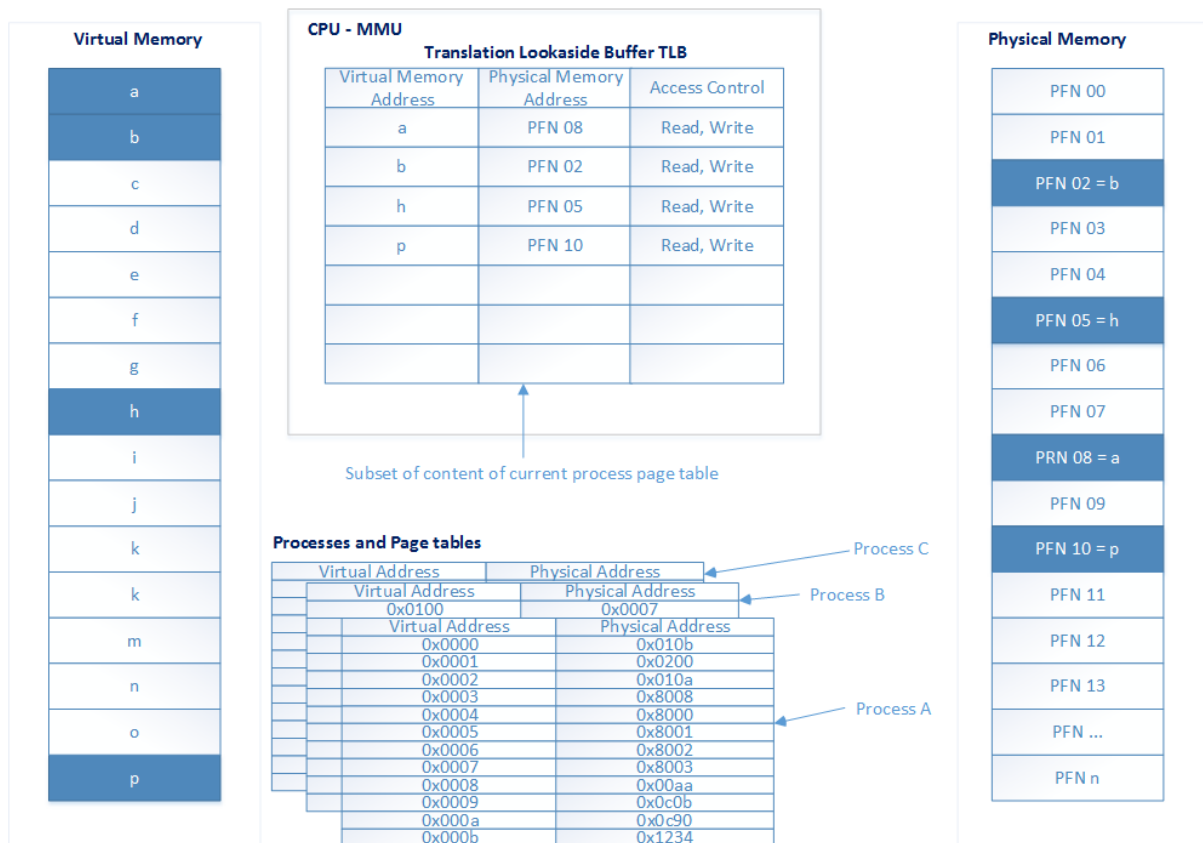 Virtual Memory
a
b
c
d
e
f
g
h
i
j
k
k
m
n
o
p
CPU - MMU
Translation Lookaside Buffer TLB
Virtual Memory Address Physical Memory Address Access Control
a PFN 08 Read, Write
b PFN 02 Read, Write
h PFN 05 Read, Write
p PFN 10 Read, Write
Subset of content of current process page table
Processes and Page tables
Process C
Virtual Address Physical Address
Process B
Virtual Address Physical Address
0x0100 0x0007
Process A
Virtual Address Physical Address
0x0000 0x010b
0x0001 0x0200
0x0002 0x010a
0x0003 0x8008
0x0004 0x8000
0x0005 0x8001
0x0006 0x8002
0x0007 0x8003
0x0008 0x00aa
0x0009 0x0c0b
0x000a 0x0c90
0x000b 0x1234
Physical Memory
PFN 00
PFN 01
PFN 02 = b
PFN 03
PFN 04
PFN 05 = h
PFN 06
PFN 07
PRN 08 = a
PFN 09
PFN 10 = p
PFN 11
PFN 12
PFN 13
PFN ...
PFN n